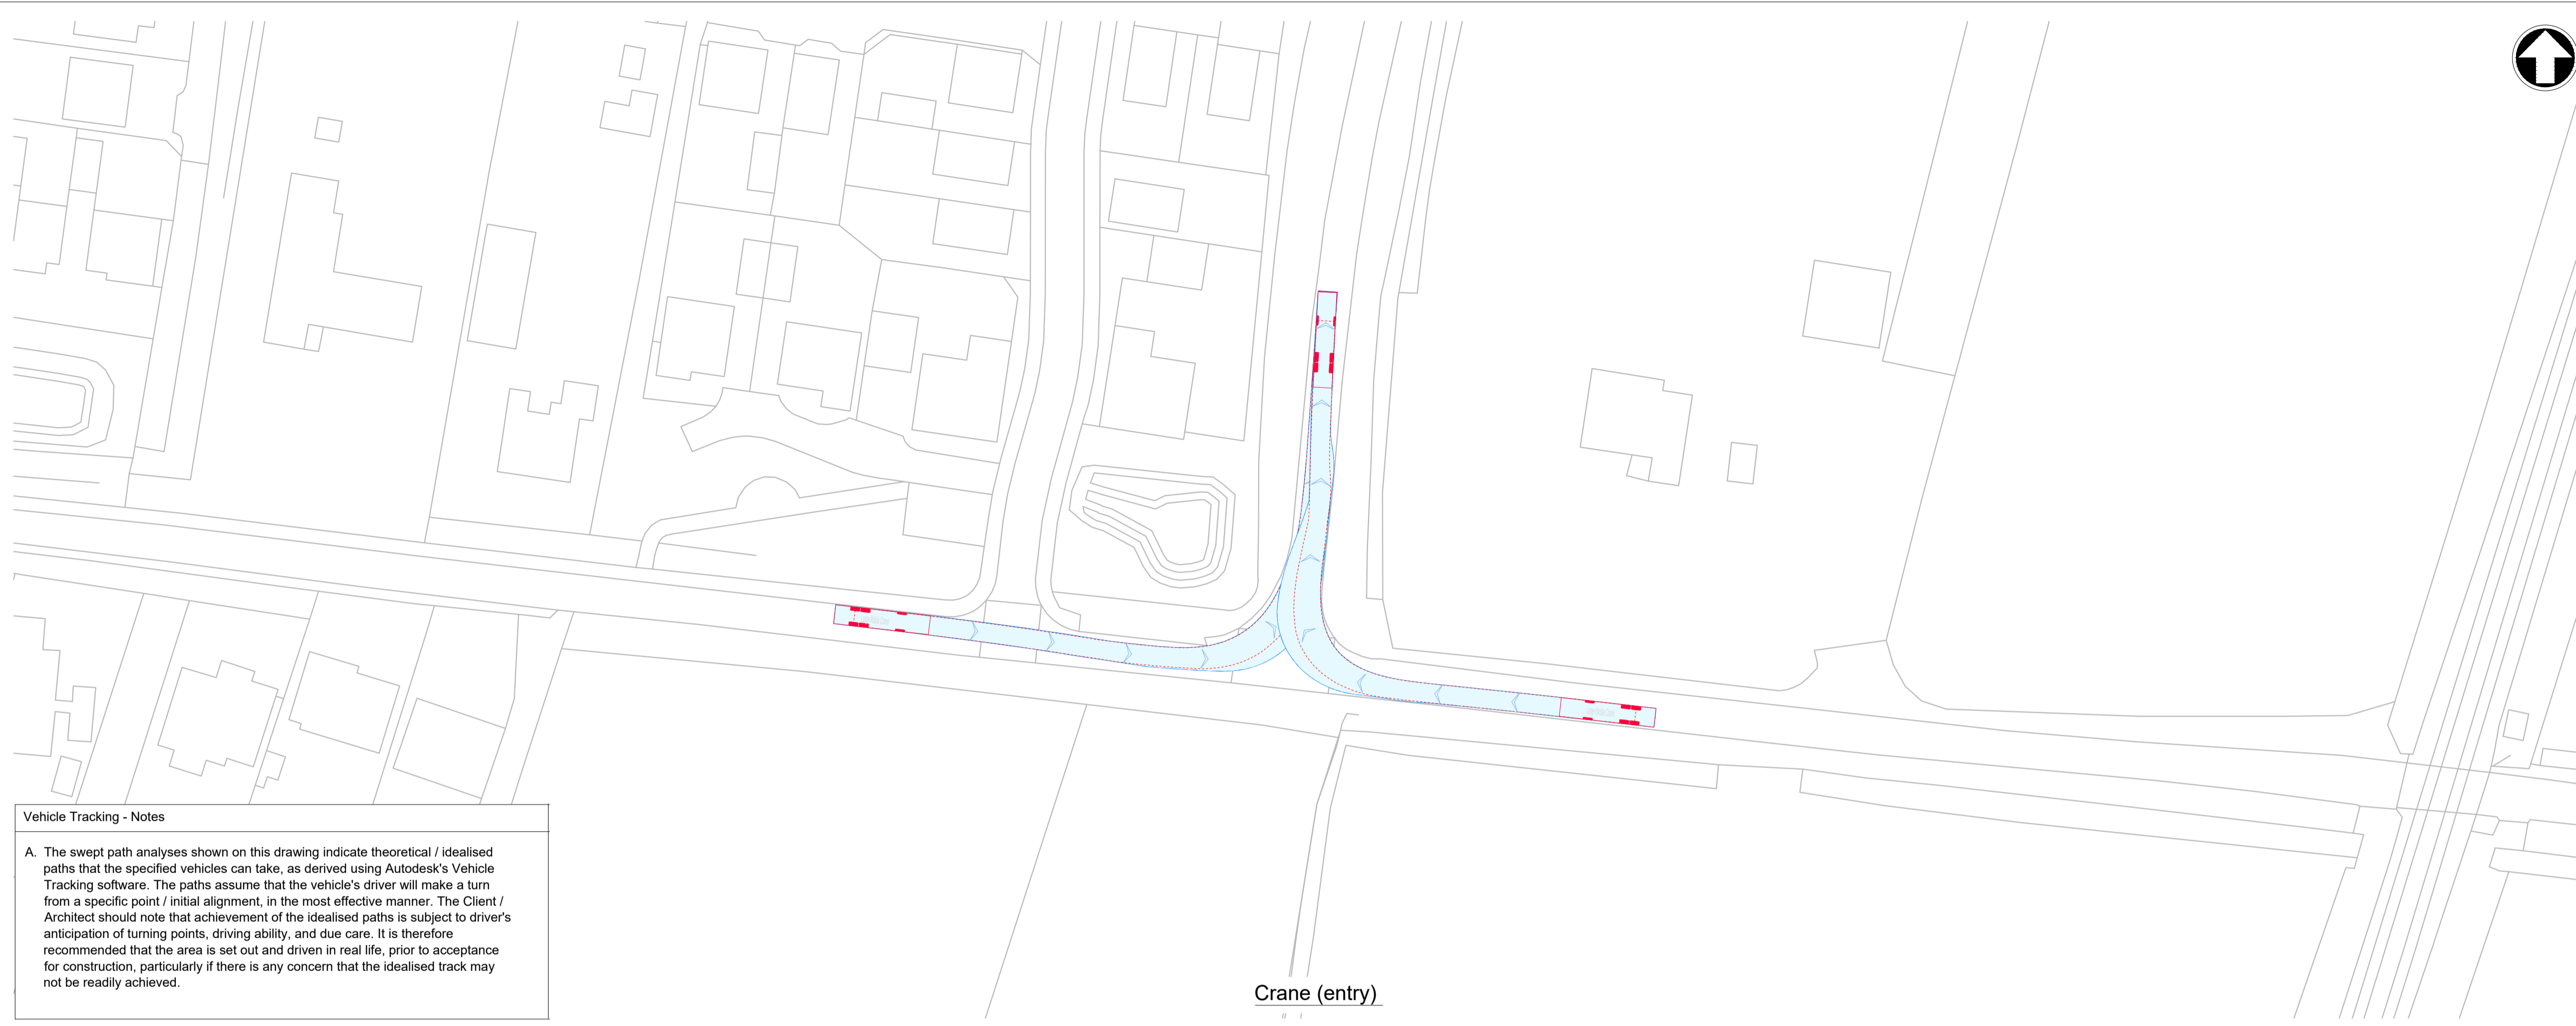 Vehicle Tracking - Notes
A. The swept path analyses shown on this drawing indicate theoretical / idealised
paths that the specified vehicles can take, as derived using Autodesk's Vehicle
Tracking software. The paths assume that the vehicle's driver will make a turn
from a specific point / initial alignment, in the most effective manner. The Client /
Architect should note that achievement of the idealised paths is subject to driver's
anticipation of turning points, driving ability, and due care. It is therefore
recommended that the area is set out and driven in real life, prior to acceptance
for construction, particularly if there is any concern that the idealised track may
not be readily achieved.
Crane (entry)